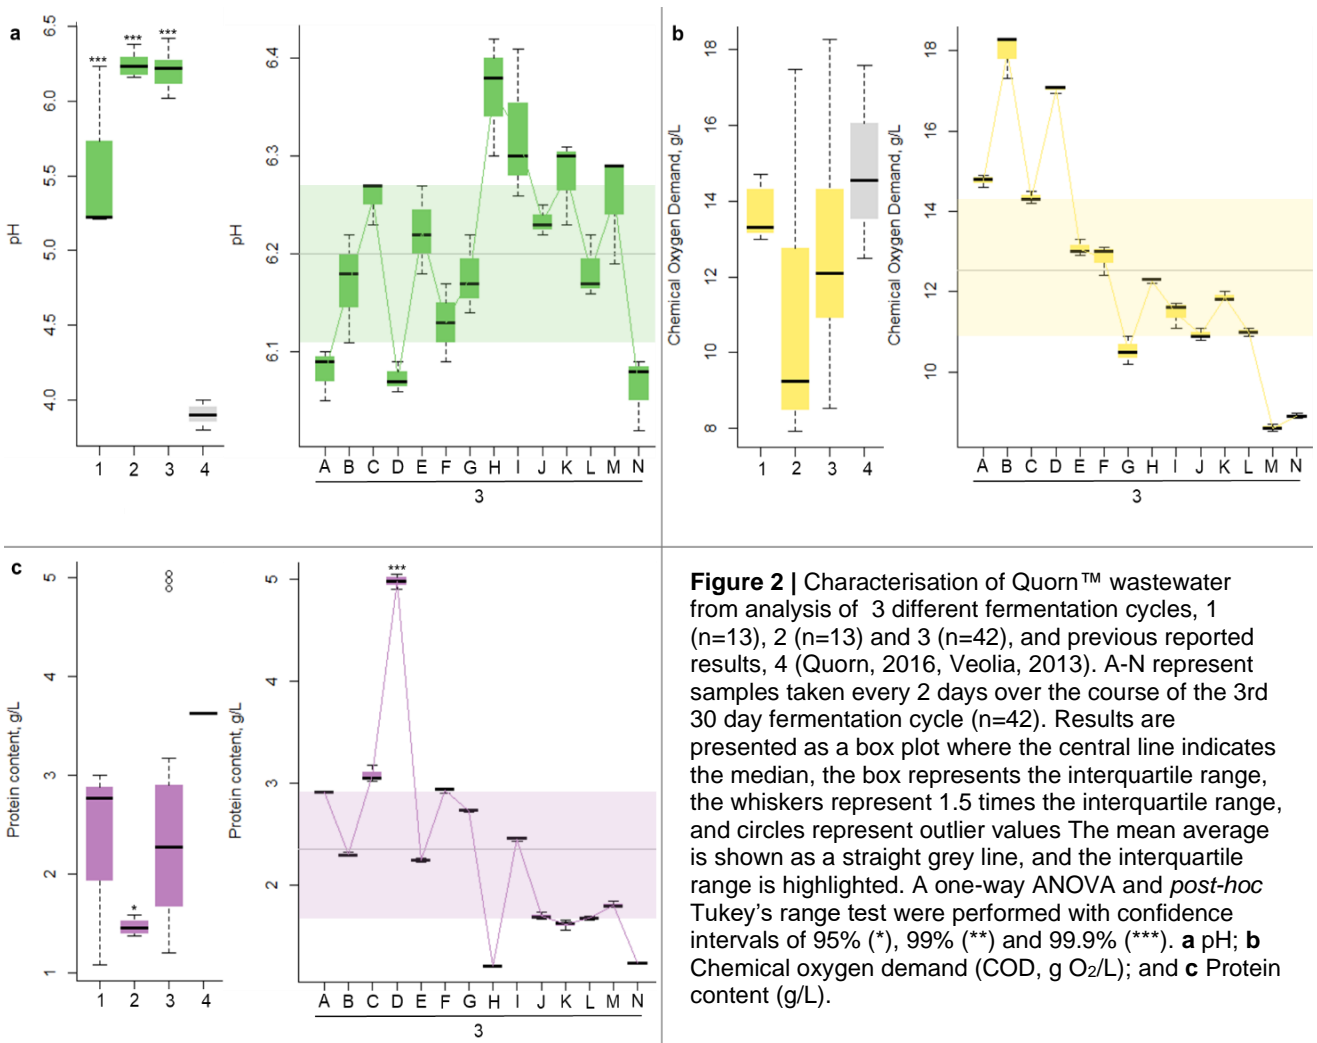 a
6.5
6.0
5.5
5.0
4.5
4.0
pH
***
***
***
1 2 3 4
6.4
6.3
6.2
6.1
pH
A B C D E F G H I J K L M N
3
b
18
16
14
12
10
8
Chemical Oxygen Demand, g/L
1 2 3 4
18
16
14
12
10
Chemical Oxygen Demand, g/L
A B C D E F G H I J K L M N
3
c
5
4
3
2
1
Protein content, g/L
*
1 2 3 4
5
4
3
2
Protein content, g/L
***
A B C D E F G H I J K L M N
3
Figure 2 | Characterisation of Quorn™ wastewater
from analysis of 3 different fermentation cycles, 1
(n=13), 2 (n=13) and 3 (n=42), and previous reported
results, 4 (Quorn, 2016, Veolia, 2013). A-N represent
samples taken every 2 days over the course of the 3rd
30 day fermentation cycle (n=42). Results are
presented as a box plot where the central line indicates
the median, the box represents the interquartile range,
the whiskers represent 1.5 times the interquartile range,
and circles represent outlier values The mean average
is shown as a straight grey line, and the interquartile
range is highlighted. A one-way ANOVA and post-hoc
Tukey's range test were performed with confidence
intervals of 95% (*), 99% (**) and 99.9% (***). a pH; b
Chemical oxygen demand (COD, g O₂/L); and c Protein
content (g/L).